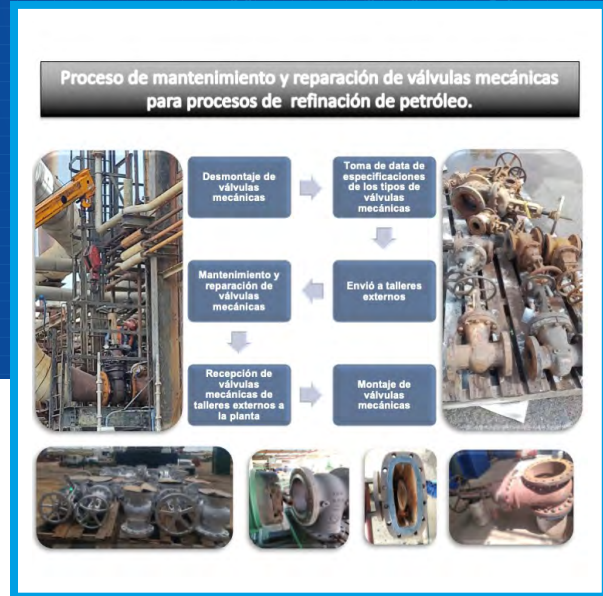 Proceso de mantenimiento y reparación de válvulas mecánicas
para procesos de  refinación de petróleo.
Desmontaje de
válvulas
mecánicas
Toma de data de
especificaciones
de los tipos de
válvulas
mecánicas
Envió a talleres
externos
Mantenimiento y
reparación de
válvulas
mecánicas
Recepción de
válvulas
mecánicas de
talleres externos a
la planta
Montaje de
válvulas
mecánicas